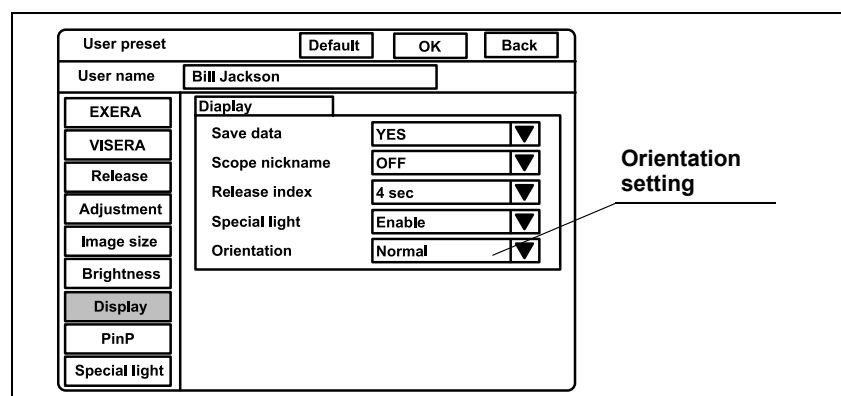 User preset Default OK Back
User name Bill Jackson
EXERA
VISERA
Release
Adjustment
Image size
Brightness
Display
PinP
Special light
Diaplay
Save data YES
Scope nickname OFF
Release index 4 sec
Special light Enable
Orientation Normal
Orientation
setting